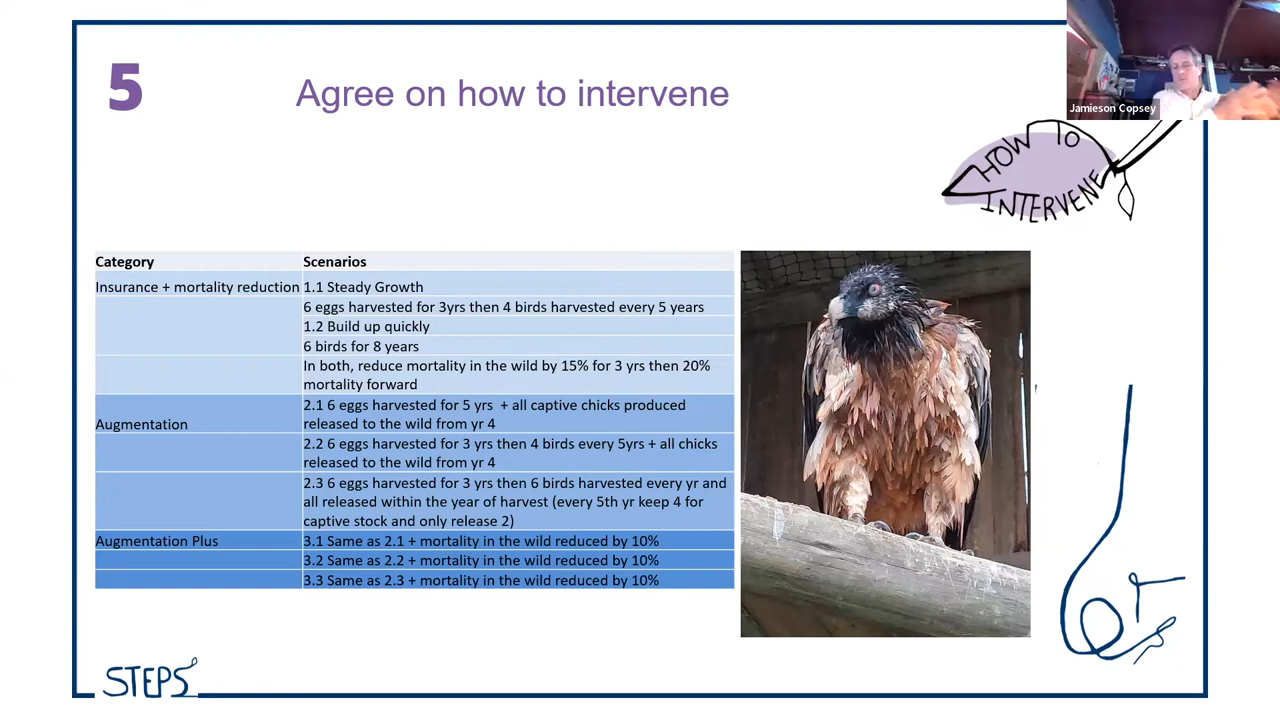 5
Agree on how to intervene
Jamieson Copsey
HOW TO
INTERVENE
Category Scenarios
Insurance + mortality reduction 1.1 Steady Growth
6 eggs harvested for 3yrs then 4 birds harvested every 5 years
1.2 Build up quickly
6 birds for 8 years
In both, reduce mortality in the wild by 15% for 3 yrs then 20%
mortality forward
2.1 6 eggs harvested for 5 yrs + all captive chicks produced
Augmentation
released to the wild from yr 4
2.2 6 eggs harvested for 3 yrs then 4 birds every 5yrs + all chicks
released to the wild from yr 4
2.3 6 eggs harvested for 3 yrs then 6 birds harvested every yr and
all released within the year of harvest (every 5th yr keep 4 for
captive stock and only release 2)
Augmentation Plus 3.1 Same as 2.1 + mortality in the wild reduced by 10%
3.2 Same as 2.2 + mortality in the wild reduced by 10%
3.3 Same as 2.3 + mortality in the wild reduced by 10%
STEPS